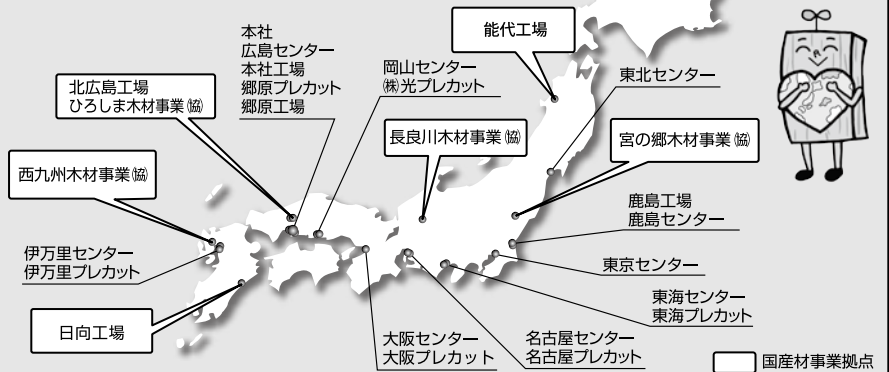 本社
広島センター
本社工場
郷原プレカット
郷原工場
能代工場
北広島工場
ひろしま木材事業㈿
岡山センター
㈱光プレカット
東北センター
長良川木材事業㈿
宮の郷木材事業㈿
西九州木材事業㈿
鹿島工場
鹿島センター
伊万里センター
伊万里プレカット
東京センター
東海センター
東海プレカット
日向工場
大阪センター
大阪プレカット
名古屋センター
名古屋プレカット
国産材事業拠点